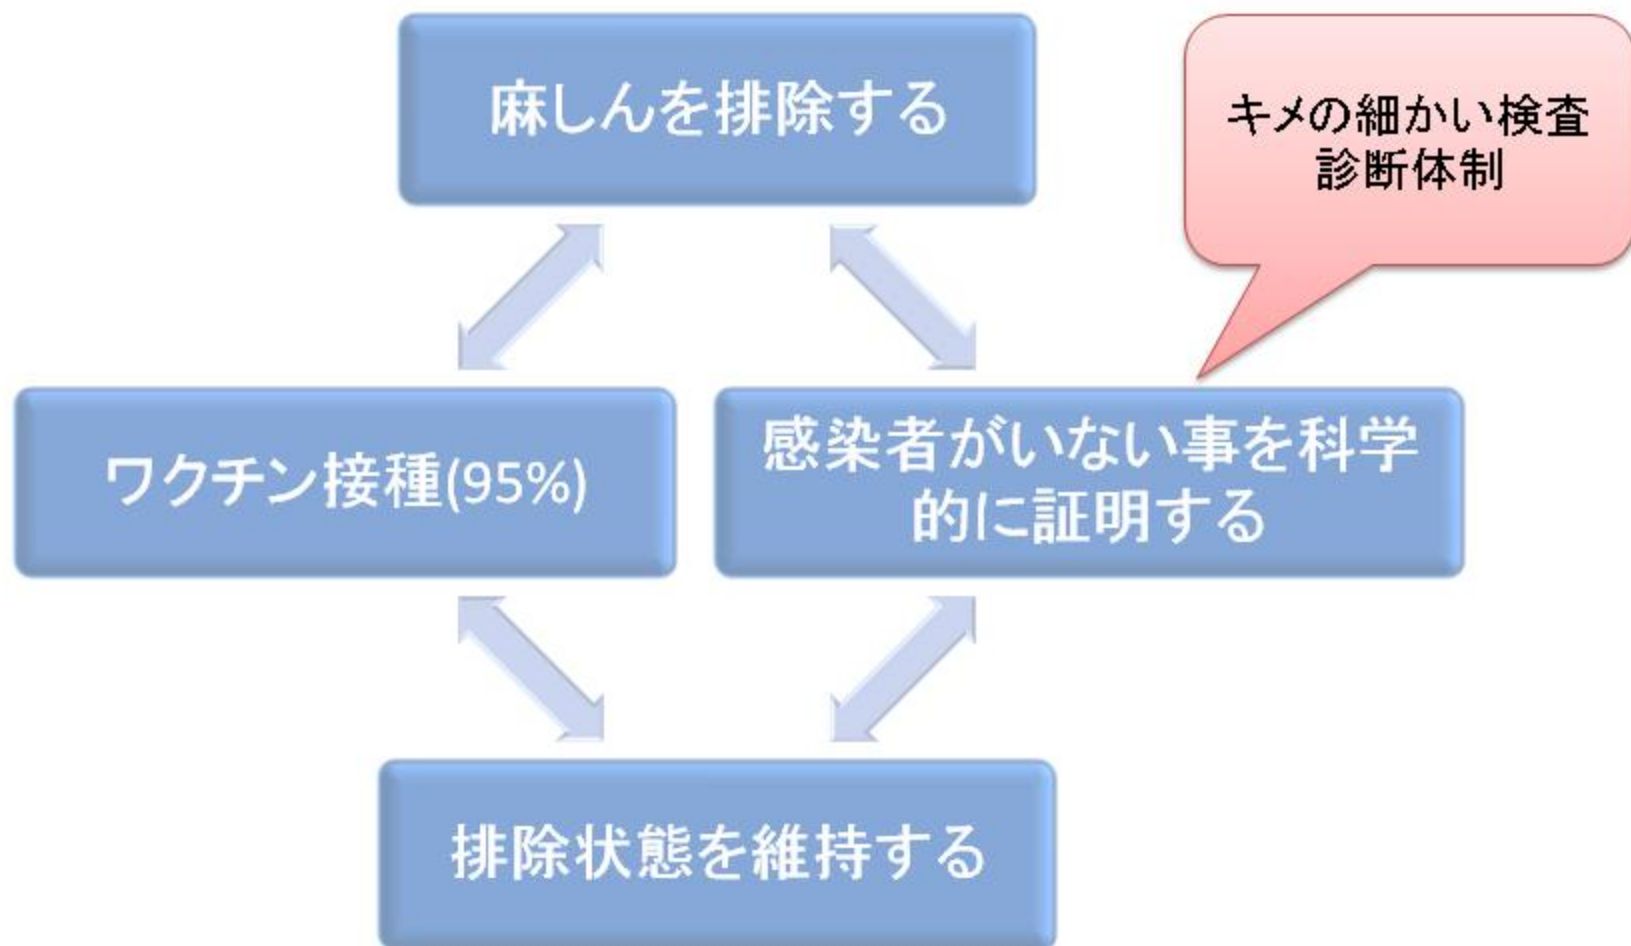 麻しんを排除する
キメの細かい検査
診断体制
ワクチン接種(95%)
感染者がいない事を科学
的に証明する
排除状態を維持する